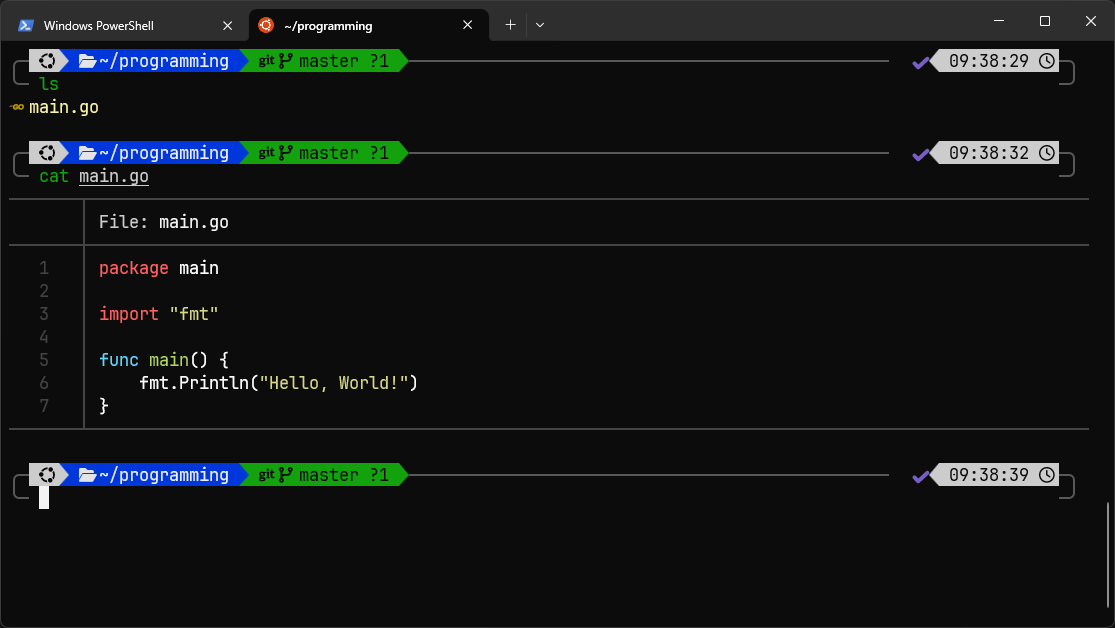 Windows PowerShell
~/programming
~/programming git master ?1 09:38:29
ls
main.go
~/programming git master ?1 09:38:32
cat main.go
File: main.go
1 package main
2
3 import "fmt"
4
5 func main() {
6 fmt.Println("Hello, World!")
7 }
~/programming git master ?1 09:38:39